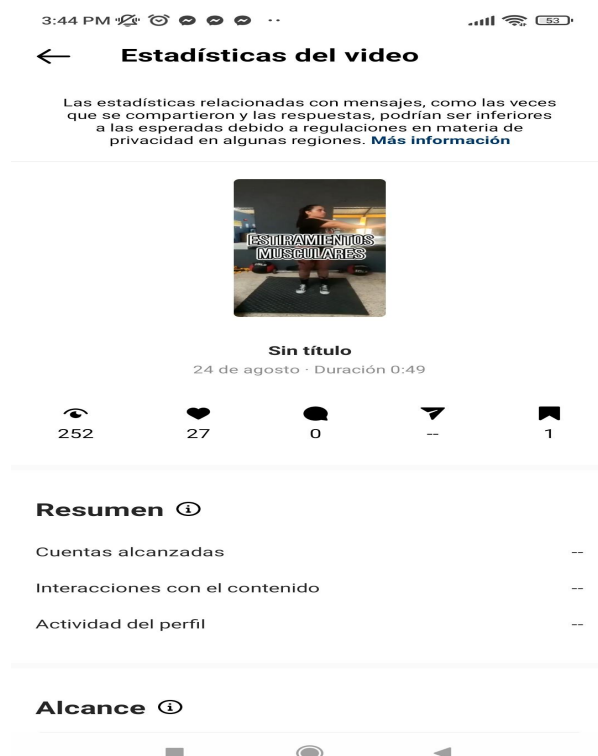 3:44 PM
53
Estadísticas del video
Las estadísticas relacionadas con mensajes, como las veces
que se compartieron y las respuestas, podrían ser inferiores
a las esperadas debido a regulaciones en materia de
privacidad en algunas regiones. Más información
ESTIRAMIENTOS
MUSCULARES
Sin título
24 de agosto · Duración 0:49
252 27 0 -- 1
Resumen
Cuentas alcanzadas --
Interacciones con el contenido --
Actividad del perfil --
Alcance